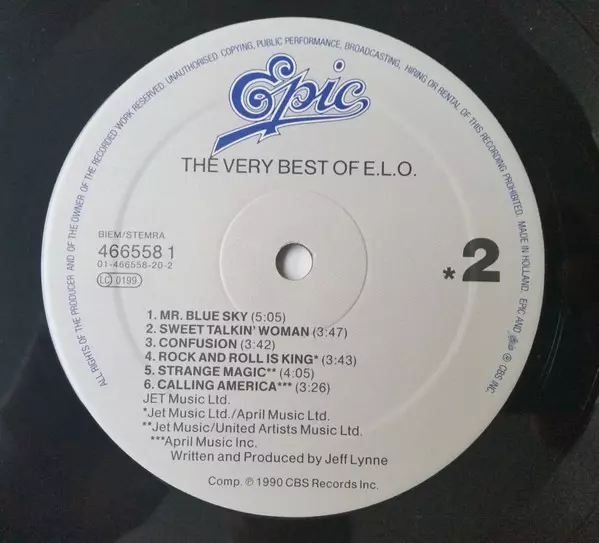 ALL RIGHTS OF THE PRODUCER AND OF THE OWNER OF THE RECORDED WORK RESERVED. UNAUTHORISED COPYING, PUBLIC PERFORMANCE, BROADCASTING, HIRING OR RENTAL OF THIS RECORDING PROHIBITED. MADE IN HOLLAND. EPIC AND Epic ® CBS INC.
Epic
THE VERY BEST OF E.L.O.
BIEM/STEMRA
466558 1
01-466558-20-2
LC 0199
*2
1. MR. BLUE SKY (5:05)
2. SWEET TALKIN' WOMAN (3:47)
3. CONFUSION (3:42)
4. ROCK AND ROLL IS KING* (3:43)
5. STRANGE MAGIC** (4:05)
6. CALLING AMERICA*** (3:26)
JET Music Ltd.
*Jet Music Ltd./April Music Ltd.
**Jet Music/United Artists Music Ltd.
***April Music Inc.
Written and Produced by Jeff Lynne
Comp. ℗ 1990 CBS Records Inc.